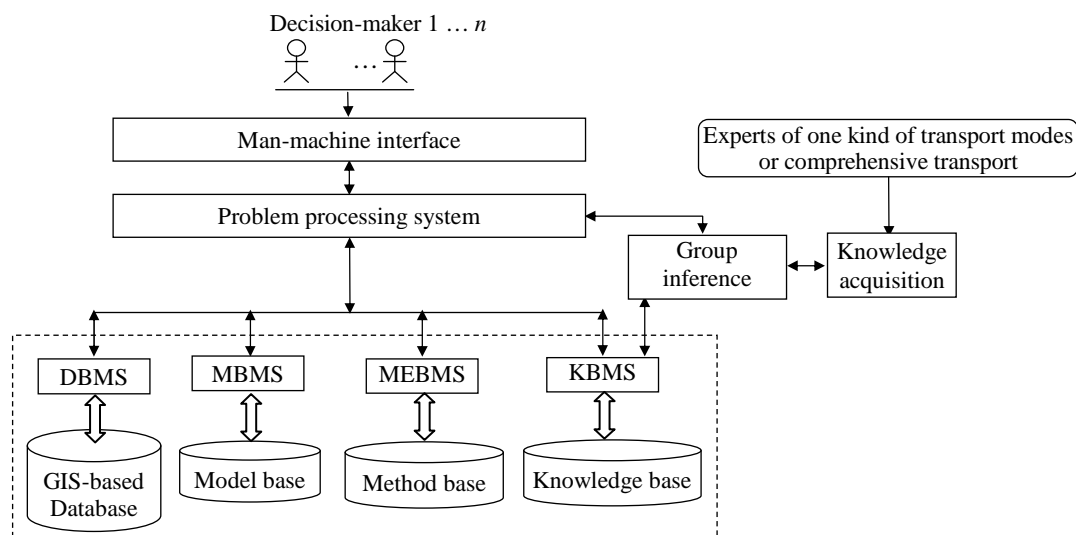 Decision-maker 1 … n
…
Man-machine interface
Experts of one kind of transport modes
or comprehensive transport
Problem processing system
Group
inference
Knowledge
acquisition
DBMS
MBMS
MEBMS
KBMS
GIS-based
Database
Model base
Method base
Knowledge base